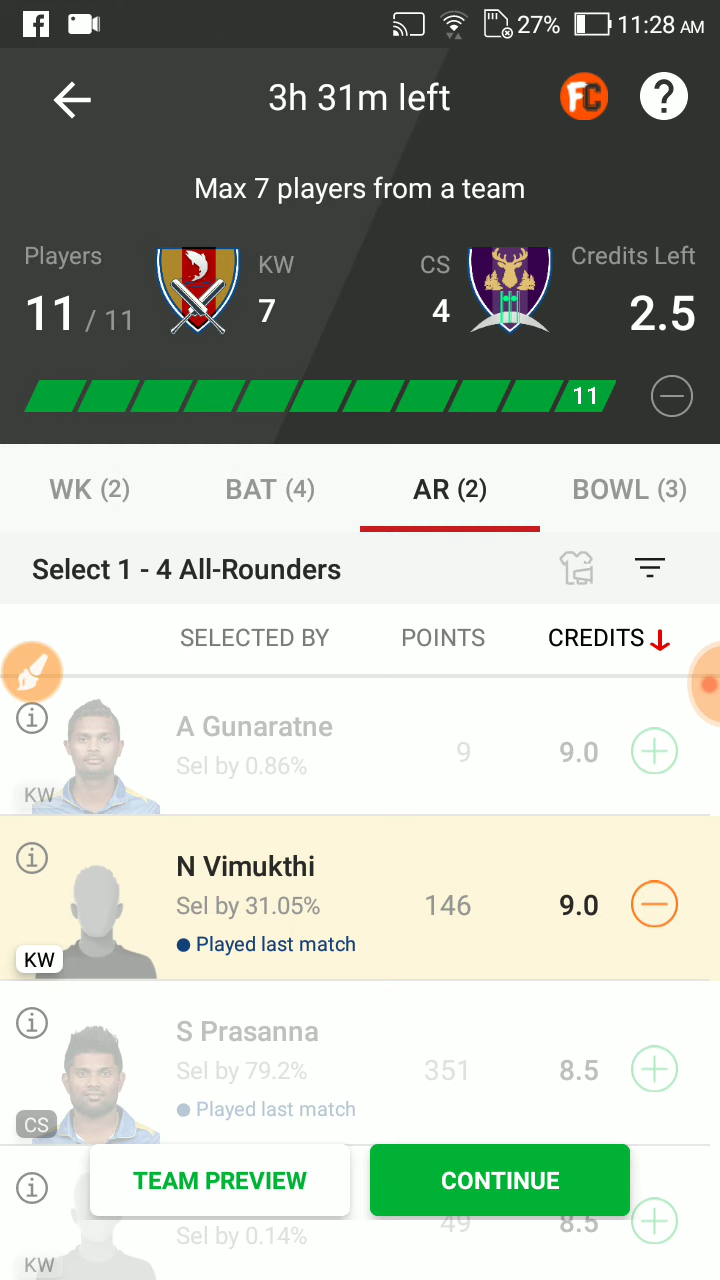 27% 11:28 AM
3h 31m left FC ?
Max 7 players from a team
Players KW CS Credits Left
11 / 11 7 4 2.5
11
WK (2) BAT (4) AR (2) BOWL (3)
Select 1 - 4 All-Rounders
SELECTED BY POINTS CREDITS
A Gunaratne
Sel by 0.86% 9 9.0
KW
N Vimukthi
Sel by 31.05% 146 9.0
Played last match
KW
S Prasanna
Sel by 79.2% 351 8.5
Played last match
CS
TEAM PREVIEW CONTINUE
Sel by 0.14% 49 8.5
KW